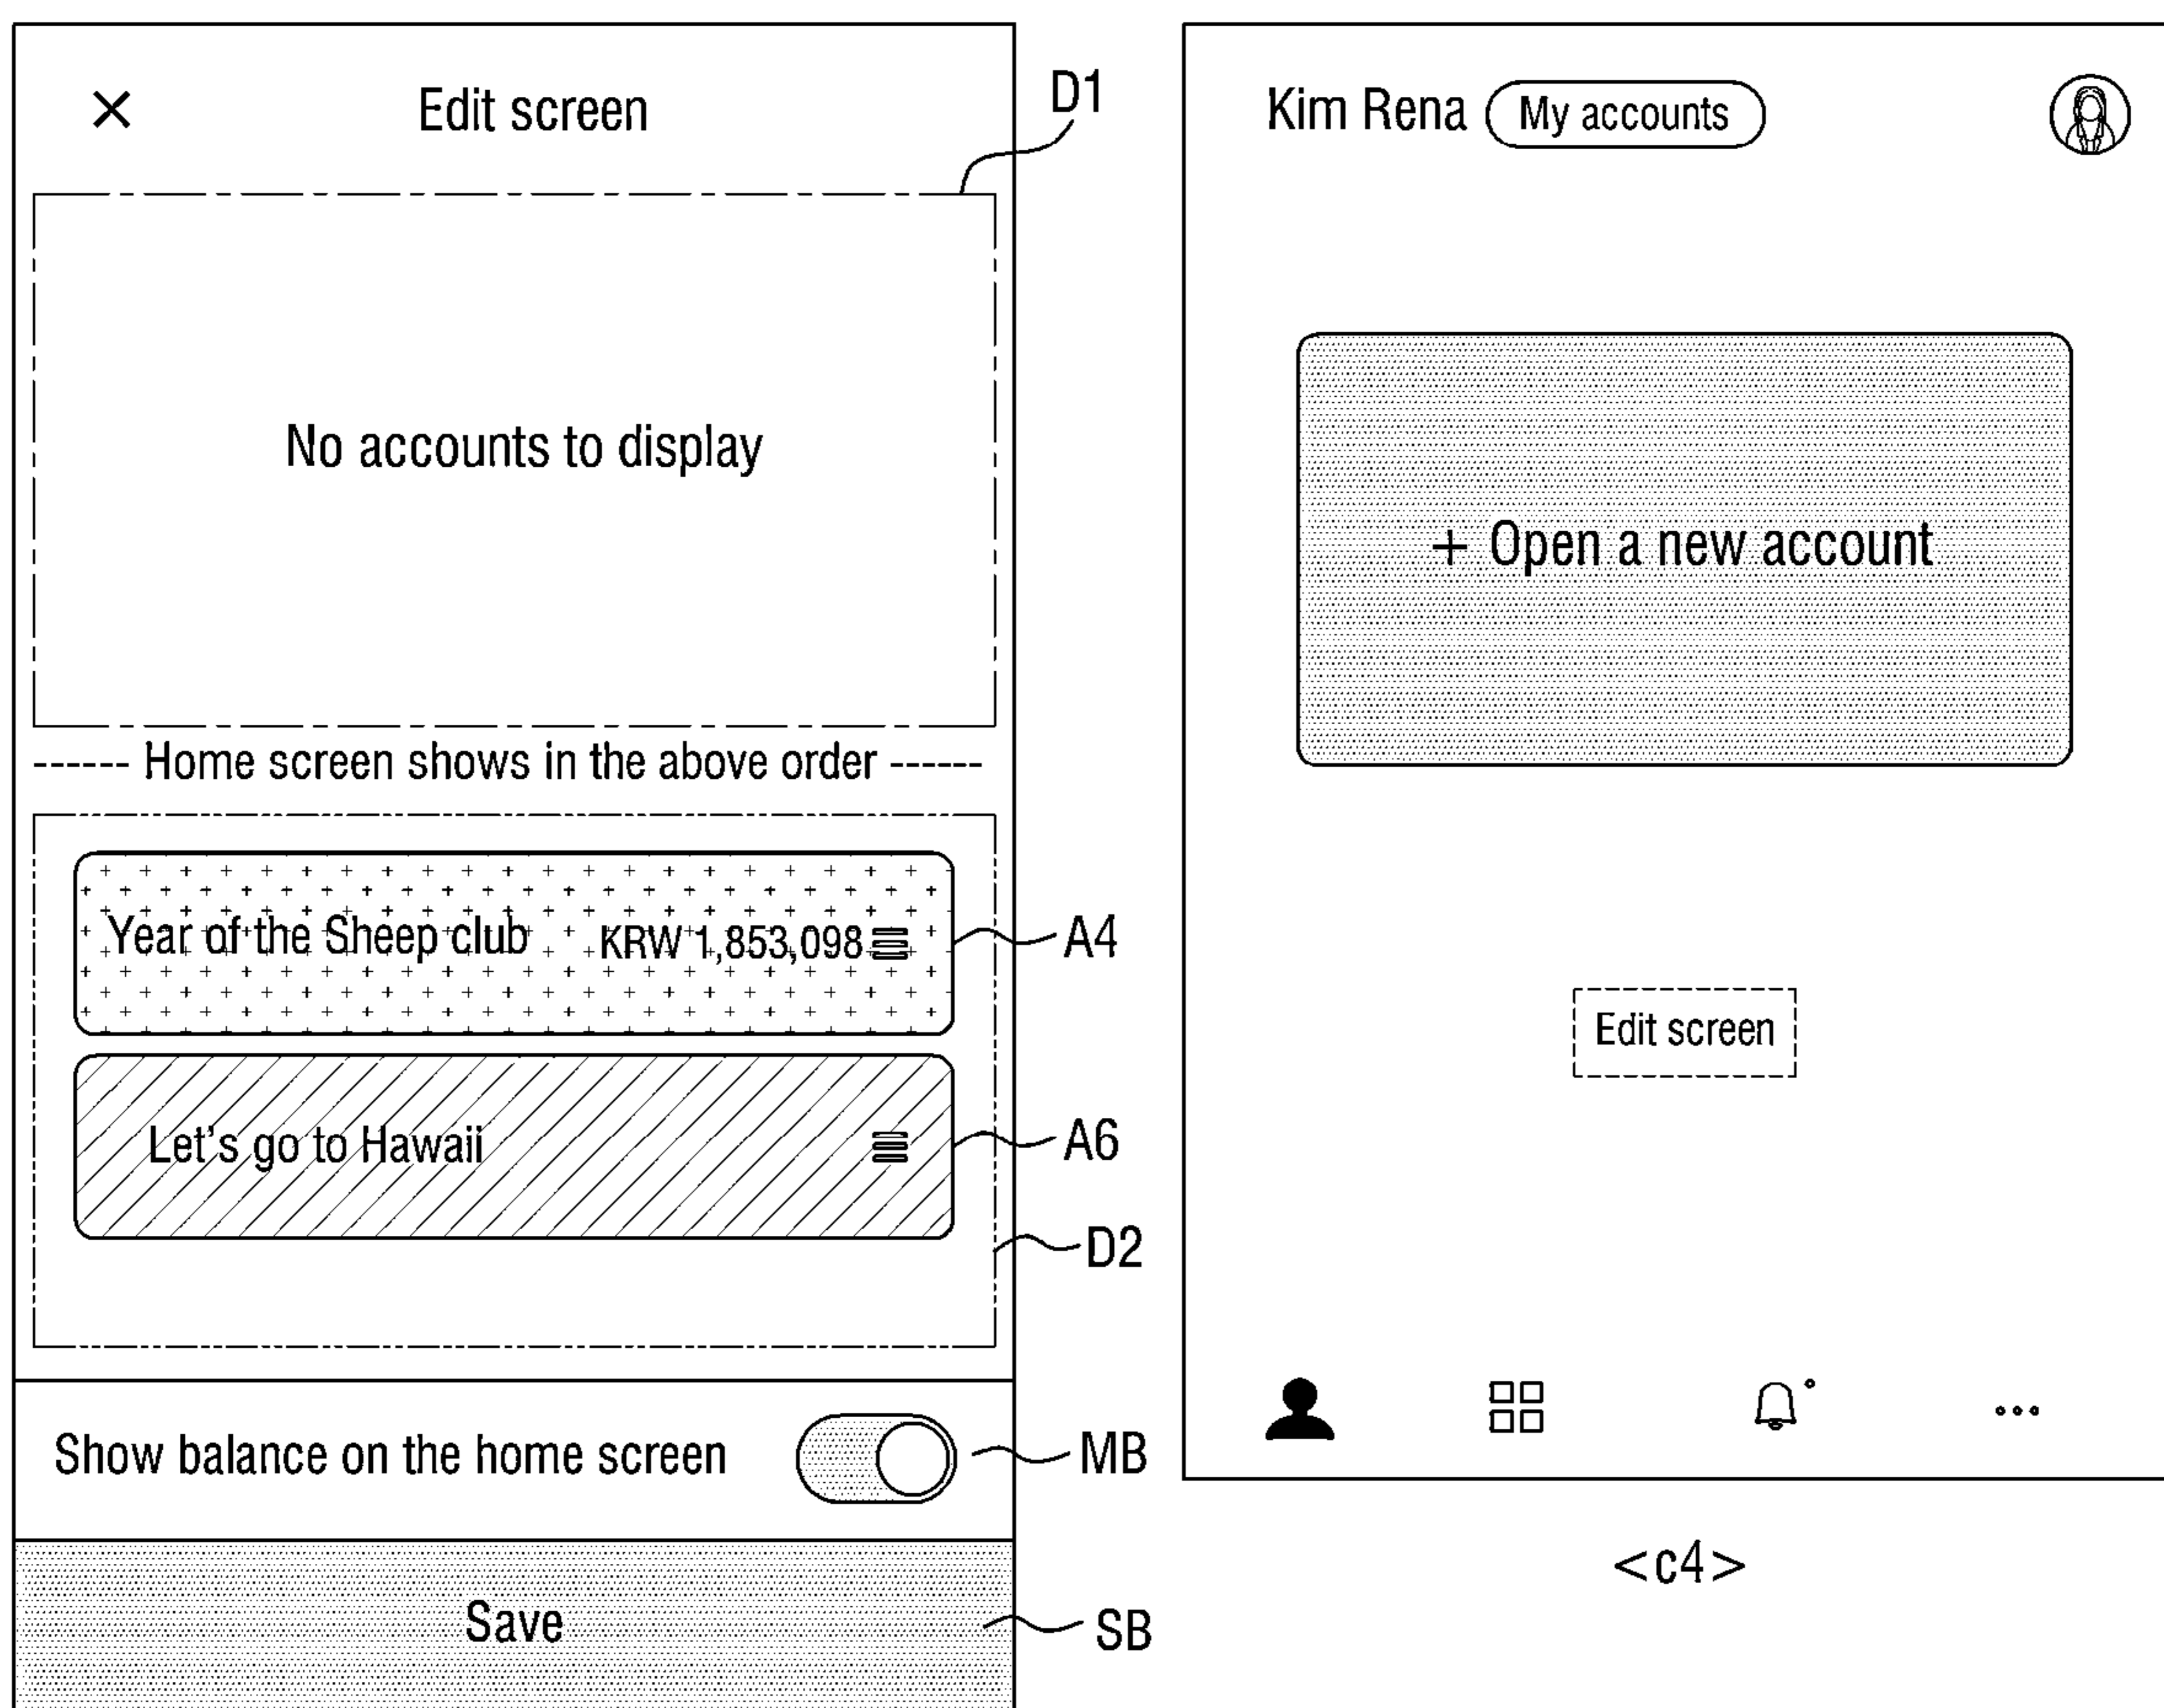 Edit screen
D1
No accounts to display
Home screen shows in the above order
Year of the Sheep club KRW 1,853,098
A4
Let's go to Hawaii
A6
D2
Show balance on the home screen
MB
Save
SB
Kim Rena My accounts
+ Open a new account
Edit screen
<c4>